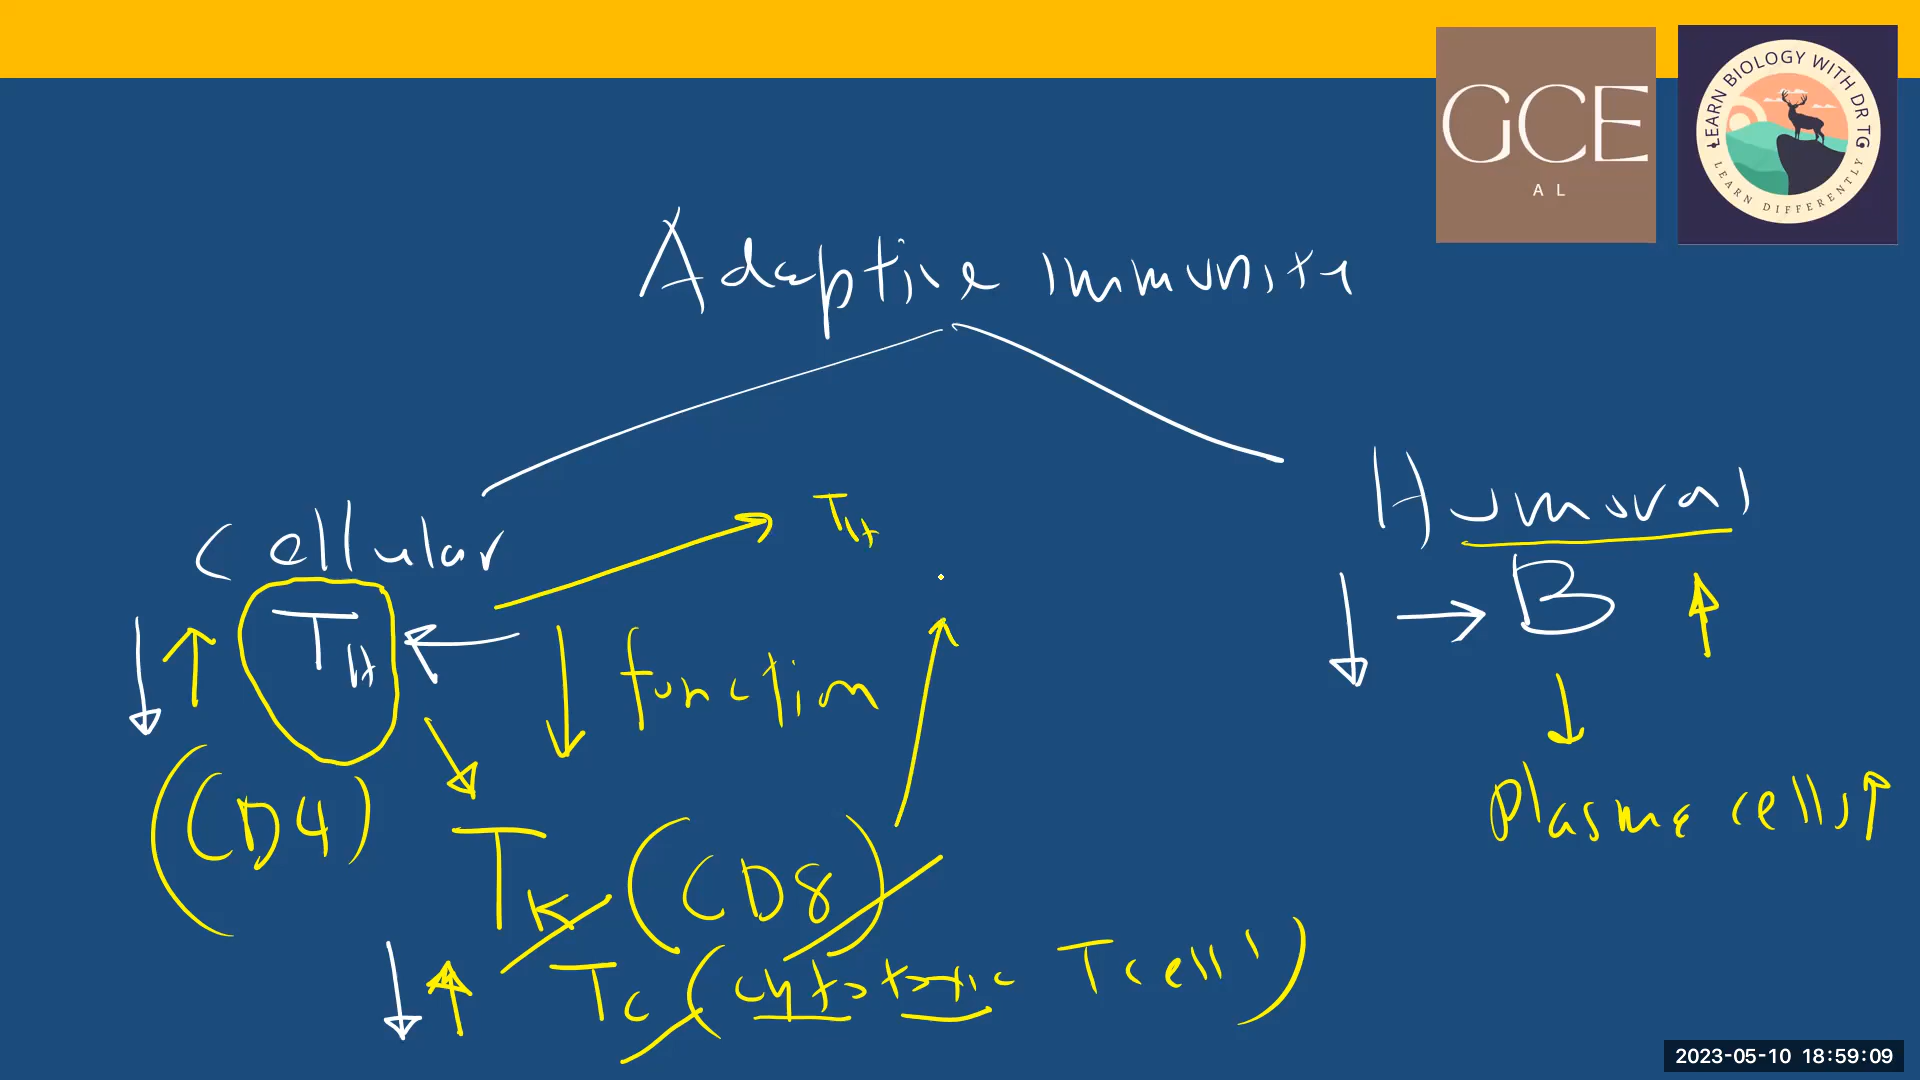 GCE
A L
LEARN BIOLOGY WITH DR TG
LEARN DIFFERENTLY
Adaptive immunity
Cellular
Humoral
TH
TH
B
function
(CD4)
Plasma cells
TK (CD8)
TC (cytotoxic T cells)
2023-05-10 18:59:09